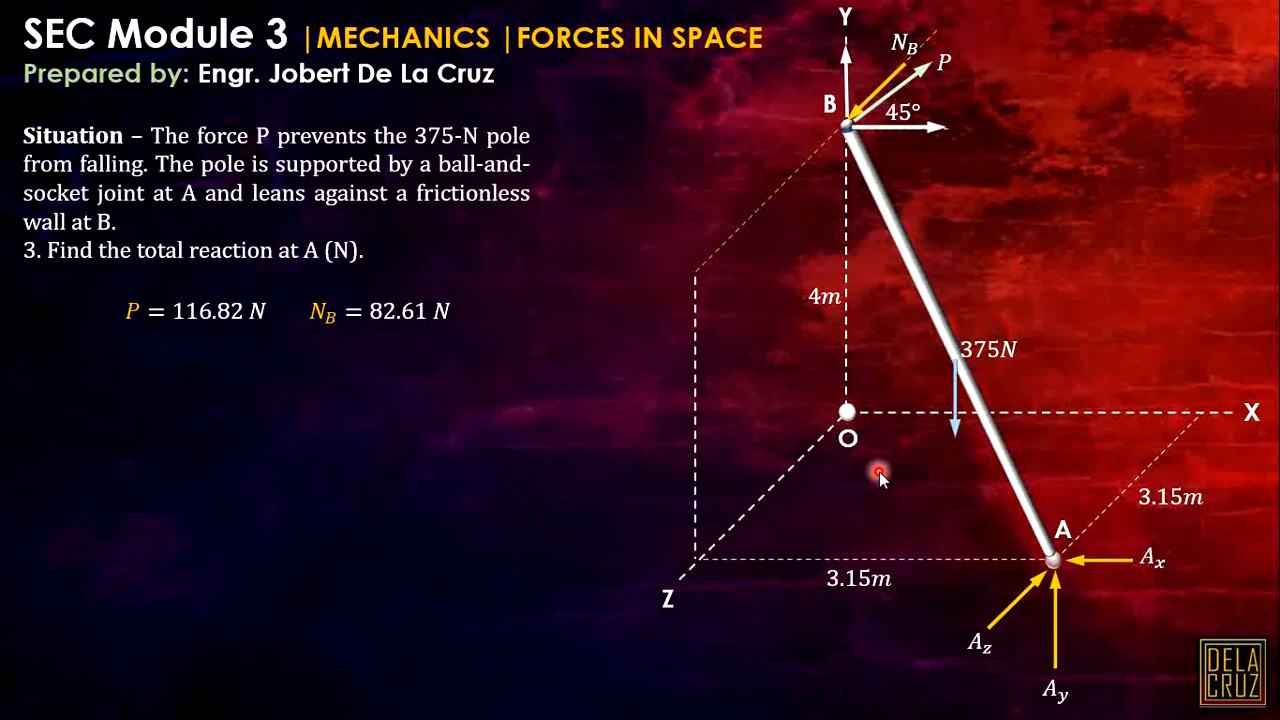 SEC Module 3 |MECHANICS |FORCES IN SPACE
Prepared by: Engr. Jobert De La Cruz
Situation – The force P prevents the 375-N pole
from falling. The pole is supported by a ball-and-
socket joint at A and leans against a frictionless
wall at B.
3. Find the total reaction at A (N).
P = 116.82 N N_B = 82.61 N
Y
N_B
P
B
45°
4m
375N
X
O
3.15m
A
A_x
3.15m
Z
A_z
A_y
DELA
CRUZ